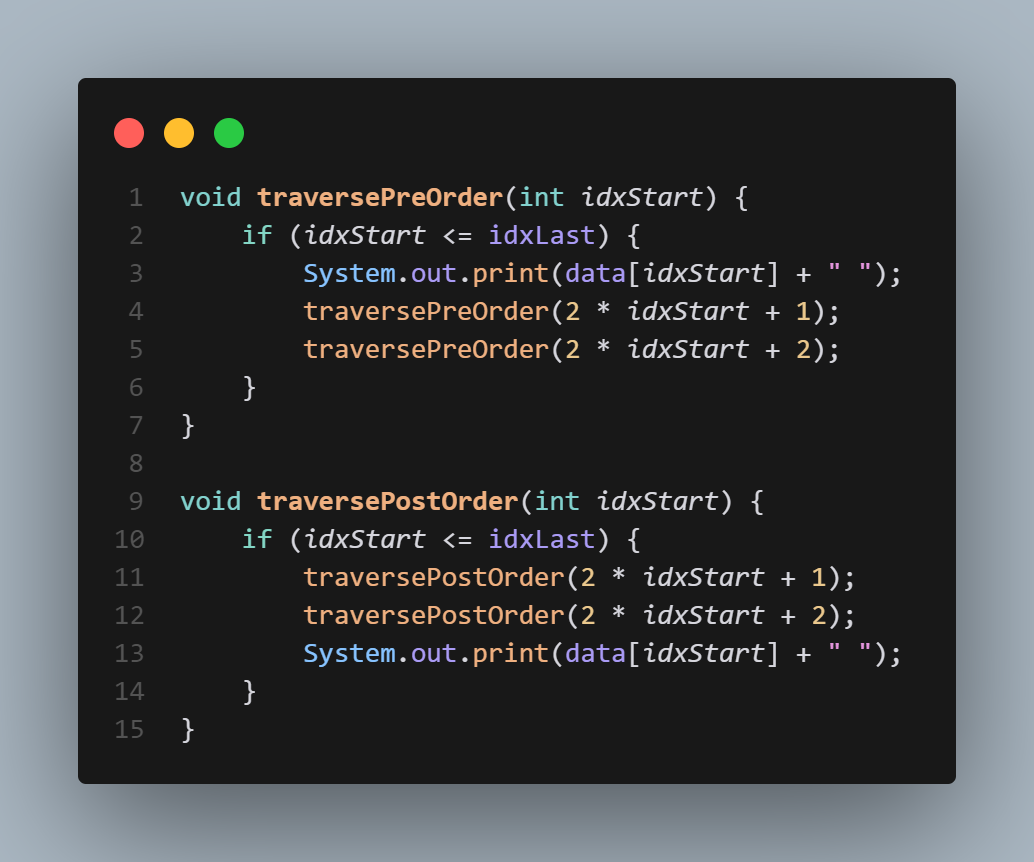 1 void traversePreOrder(int idxStart) {
2     if (idxStart <= idxLast) {
3         System.out.print(data[idxStart] + " ");
4         traversePreOrder(2 * idxStart + 1);
5         traversePreOrder(2 * idxStart + 2);
6     }
7 }
8
9 void traversePostOrder(int idxStart) {
10     if (idxStart <= idxLast) {
11         traversePostOrder(2 * idxStart + 1);
12         traversePostOrder(2 * idxStart + 2);
13         System.out.print(data[idxStart] + " ");
14     }
15 }